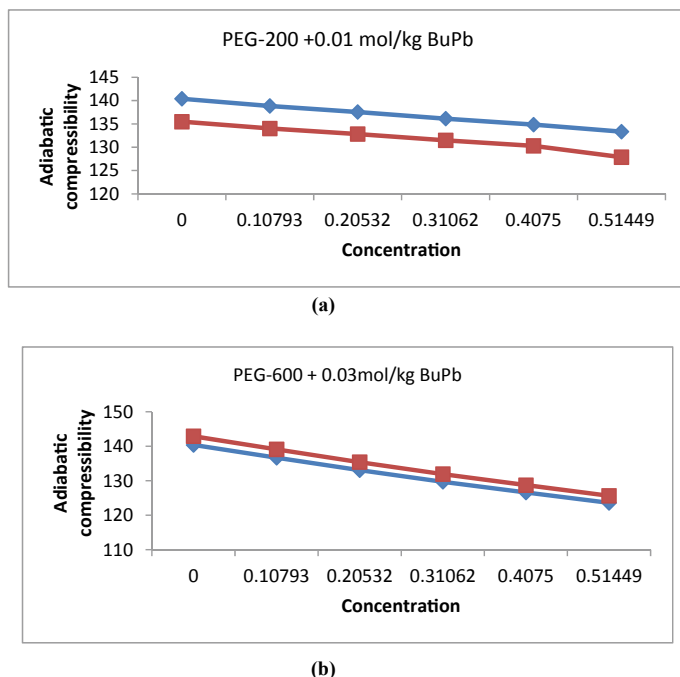 PEG-200 +0.01 mol/kg BuPb
Adiabatic
compressibility
145
140
135
130
125
120
0 0.10793 0.20532 0.31062 0.4075 0.51449
Concentration
(a)
PEG-600 + 0.03mol/kg BuPb
Adiabatic
compressibility
150
140
130
120
110
0 0.10793 0.20532 0.31062 0.4075 0.51449
Concentration
(b)